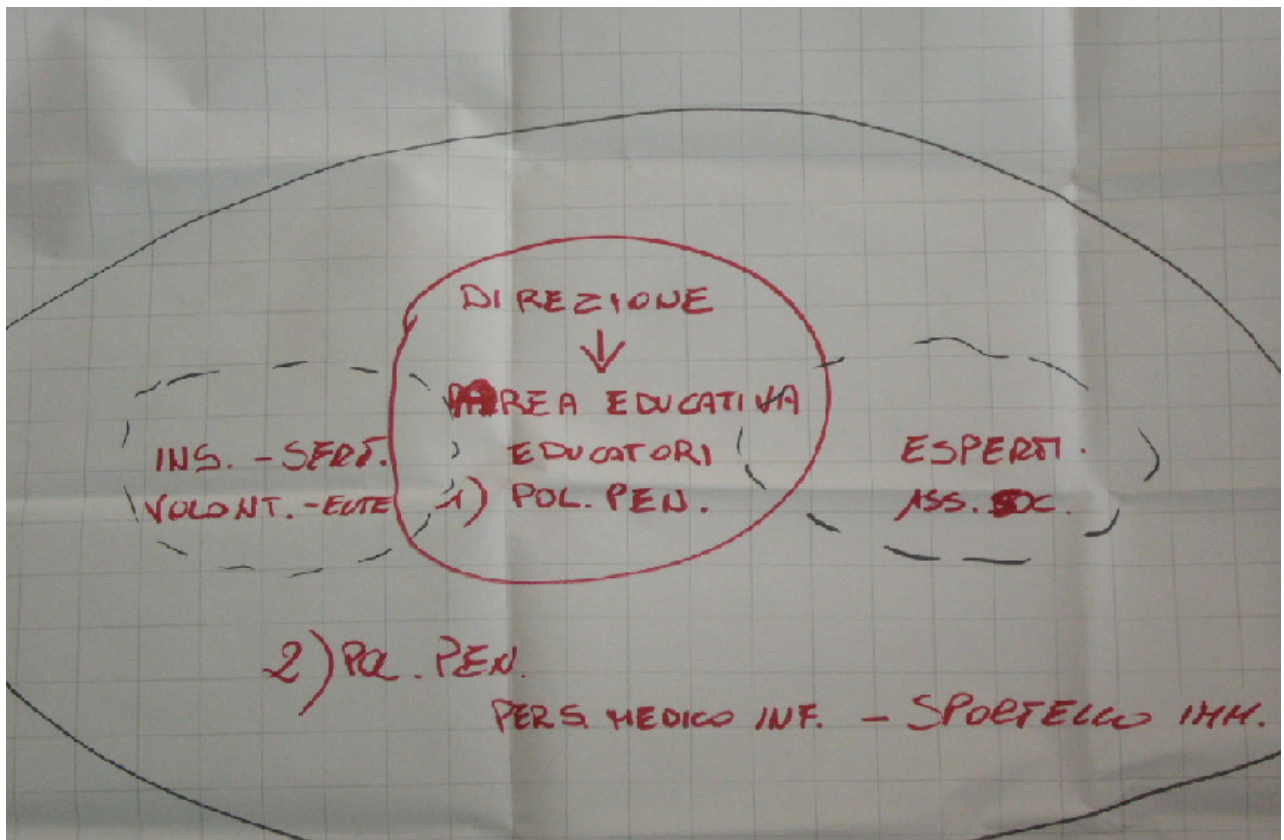 DIREZIONE
↓
AREA EDUCATIVA
INS. - SERT. EDUCATORI ESPERTI.
VOLONT. - ENTE 1) POL. PEN. ASS. SOC.
2) POL. PEN.
PERS. MEDICO INF. - SPORTELLO IMM.